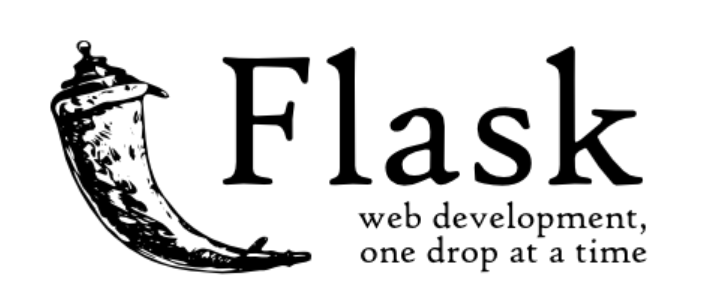 Flask
web development,
one drop at a time